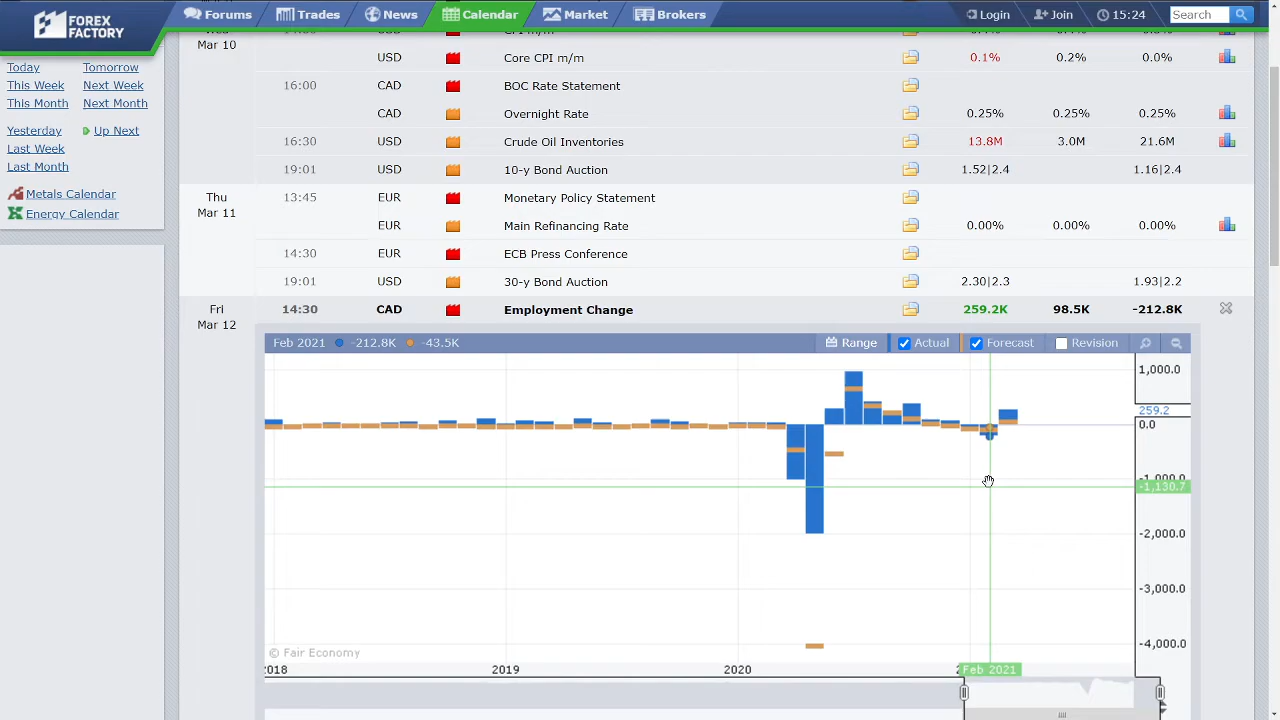 FOREX FACTORY
Forums Trades News Calendar Market Brokers Login Join 15:24 Search
Today Tomorrow
This Week Next Week
This Month Next Month
Yesterday Up Next
Last Week
Last Month
Metals Calendar
Energy Calendar
Mar 10
USD Core CPI m/m 0.1% 0.2% 0.0%
16:00 CAD BOC Rate Statement
CAD Overnight Rate 0.25% 0.25% 0.25%
16:30 USD Crude Oil Inventories 13.8M 3.0M 21.6M
19:01 USD 10-y Bond Auction 1.52|2.4 1.16|2.4
Thu Mar 11 13:45 EUR Monetary Policy Statement
EUR Main Refinancing Rate 0.00% 0.00% 0.00%
14:30 EUR ECB Press Conference
19:01 USD 30-y Bond Auction 2.30|2.3 1.93|2.2
Fri Mar 12 14:30 CAD Employment Change 259.2K 98.5K -212.8K
Feb 2021 -212.8K -43.5K Range Actual Forecast Revision
1,000.0
259.2
0.0
-1,130.7
-2,000.0
-3,000.0
-4,000.0
© Fair Economy
2019 2020 Feb 2021